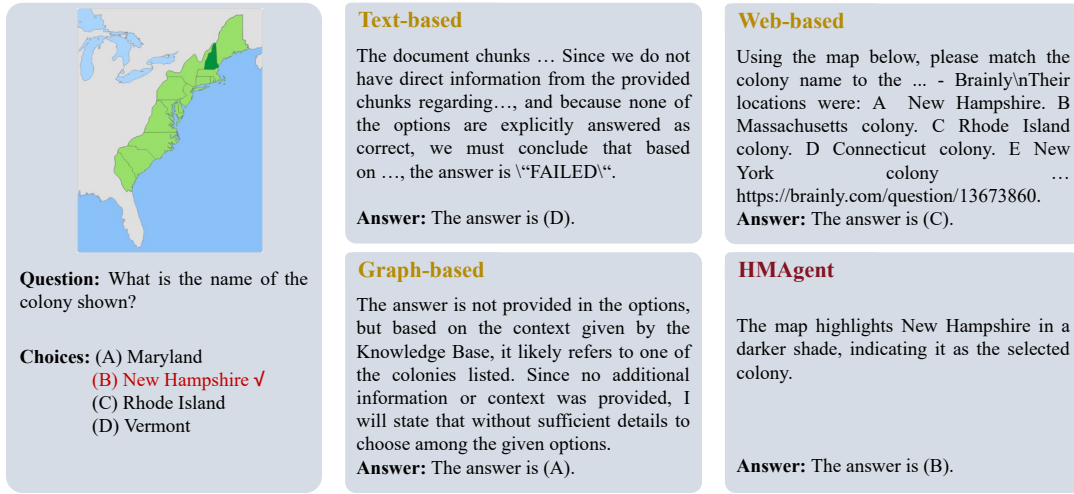 Question: What is the name of the
colony shown?
Choices: (A) Maryland
(B) New Hampshire √
(C) Rhode Island
(D) Vermont
Text-based
The document chunks … Since we do not
have direct information from the provided
chunks regarding…, and because none of
the options are explicitly answered as
correct, we must conclude that based
on …, the answer is \“FAILED\“.
Answer: The answer is (D).
Web-based
Using the map below, please match the
colony name to the ... - Brainly\nTheir
locations were: A New Hampshire. B
Massachusetts colony. C Rhode Island
colony. D Connecticut colony. E New
York colony …
https://brainly.com/question/13673860.
Answer: The answer is (C).
Graph-based
The answer is not provided in the options,
but based on the context given by the
Knowledge Base, it likely refers to one of
the colonies listed. Since no additional
information or context was provided, I
will state that without sufficient details to
choose among the given options.
Answer: The answer is (A).
HMAgent
The map highlights New Hampshire in a
darker shade, indicating it as the selected
colony.
Answer: The answer is (B).